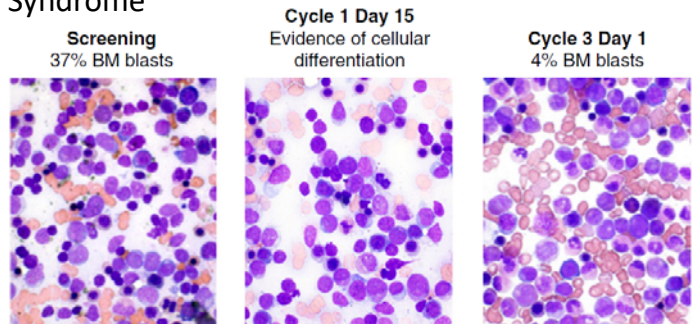 Syndrome
Screening
37% BM blasts
Cycle 1 Day 15
Evidence of cellular
differentiation
Cycle 3 Day 1
4% BM blasts